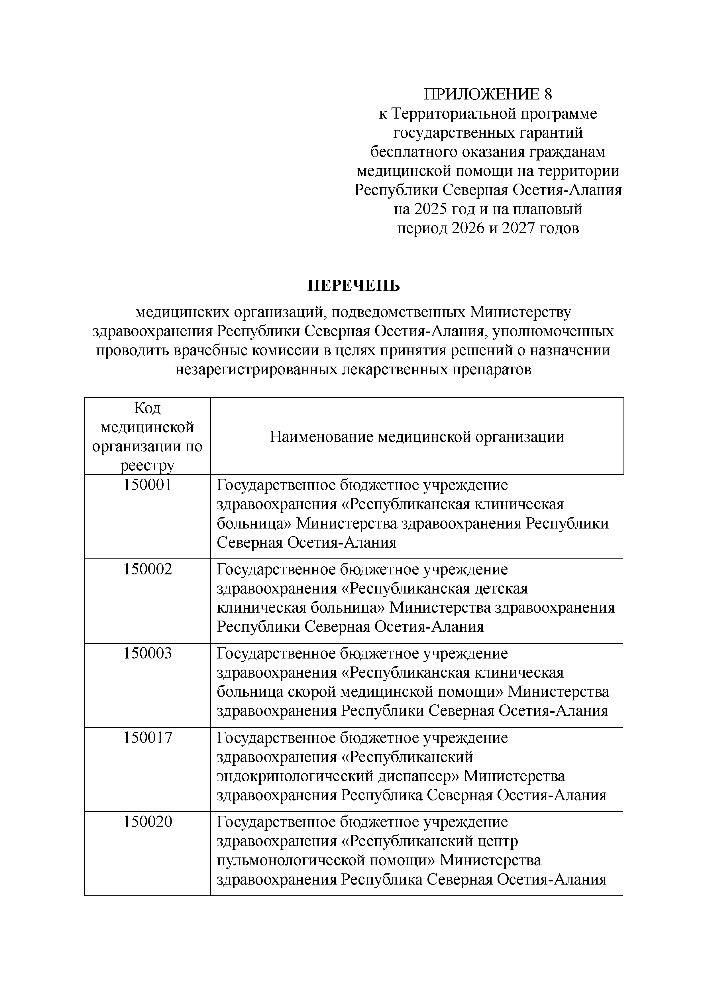 ПРИЛОЖЕНИЕ 8
к Территориальной программе
государственных гарантий
бесплатного оказания гражданам
медицинской помощи на территории
Республики Северная Осетия-Алания
на 2025 год и на плановый
период 2026 и 2027 годов
ПЕРЕЧЕНЬ
медицинских организаций, подведомственных Министерству
здравоохранения Республики Северная Осетия-Алания, уполномоченных
проводить врачебные комиссии в целях принятия решений о назначении
незарегистрированных лекарственных препаратов
Код
медицинской
организации по
реестру
Наименование медицинской организации
150001
Государственное бюджетное учреждение
здравоохранения «Республиканская клиническая
больница» Министерства здравоохранения Республики
Северная Осетия-Алания
150002
Государственное бюджетное учреждение
здравоохранения «Республиканская детская
клиническая больница» Министерства здравоохранения
Республики Северная Осетия-Алания
150003
Государственное бюджетное учреждение
здравоохранения «Республиканская клиническая
больница скорой медицинской помощи» Министерства
здравоохранения Республики Северная Осетия-Алания
150017
Государственное бюджетное учреждение
здравоохранения «Республиканский
эндокринологический диспансер» Министерства
здравоохранения Республика Северная Осетия-Алания
150020
Государственное бюджетное учреждение
здравоохранения «Республиканский центр
пульмонологической помощи» Министерства
здравоохранения Республика Северная Осетия-Алания